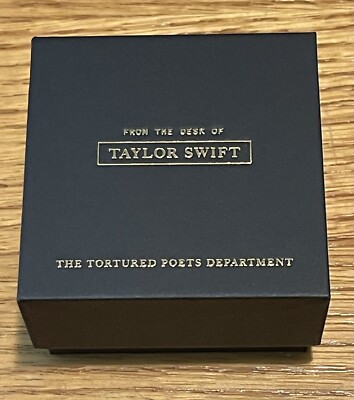 FROM THE DESK OF
TAYLOR SWIFT
THE TORTURED POETS DEPARTMENT